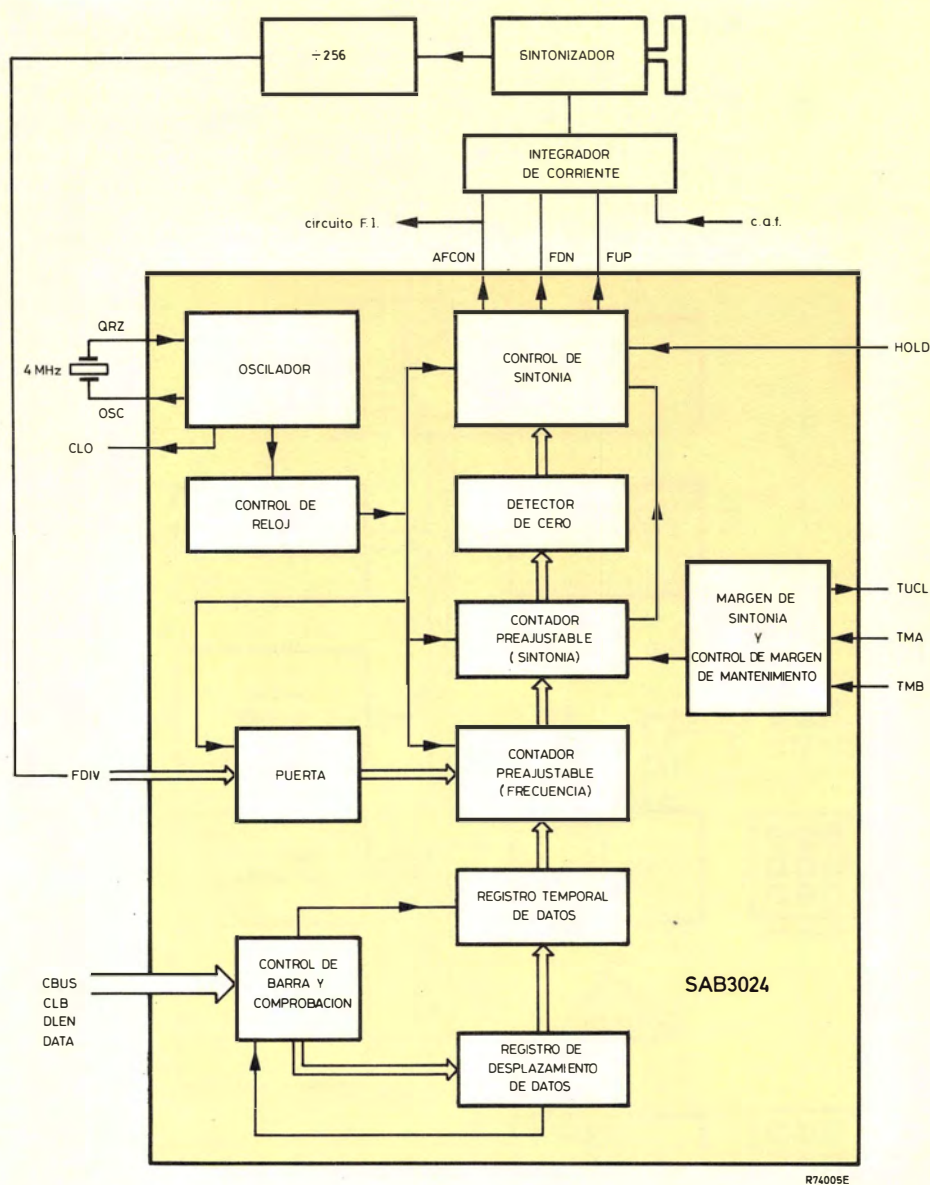 ÷256
SINTONIZADOR
INTEGRADOR
DE CORRIENTE
circuito F.I.
c.a.f.
AFCON
FDN
FUP
QRZ
4 MHz
OSC
CLO
OSCILADOR
CONTROL DE
SINTONIA
HOLD
CONTROL DE
RELOJ
DETECTOR
DE CERO
CONTADOR
PREAJUSTABLE
(SINTONIA)
MARGEN DE
SINTONIA
Y
CONTROL DE MARGEN
DE MANTENIMIENTO
TUCL
TMA
TMB
FDIV
PUERTA
CONTADOR
PREAJUSTABLE
(FRECUENCIA)
REGISTRO TEMPORAL
DE DATOS
CBUS
CLB
DLEN
DATA
CONTROL DE
BARRA Y
COMPROBACION
SAB3024
REGISTRO DE
DESPLAZAMIENTO
DE DATOS
R74005E